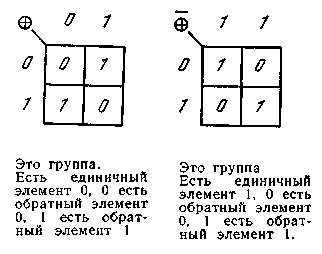 ⊕ 0 1
0 0 1
1 1 0
Это группа.
Есть единичный
элемент 0, 0 есть
обратный элемент
0, 1 есть обрат-
ный элемент 1
⊕̅ 1 1
0 1 0
1 0 1
Это группа
Есть единичный
элемент 1, 0 есть
обратный элемент
0, 1 есть обрат-
ный элемент 1.